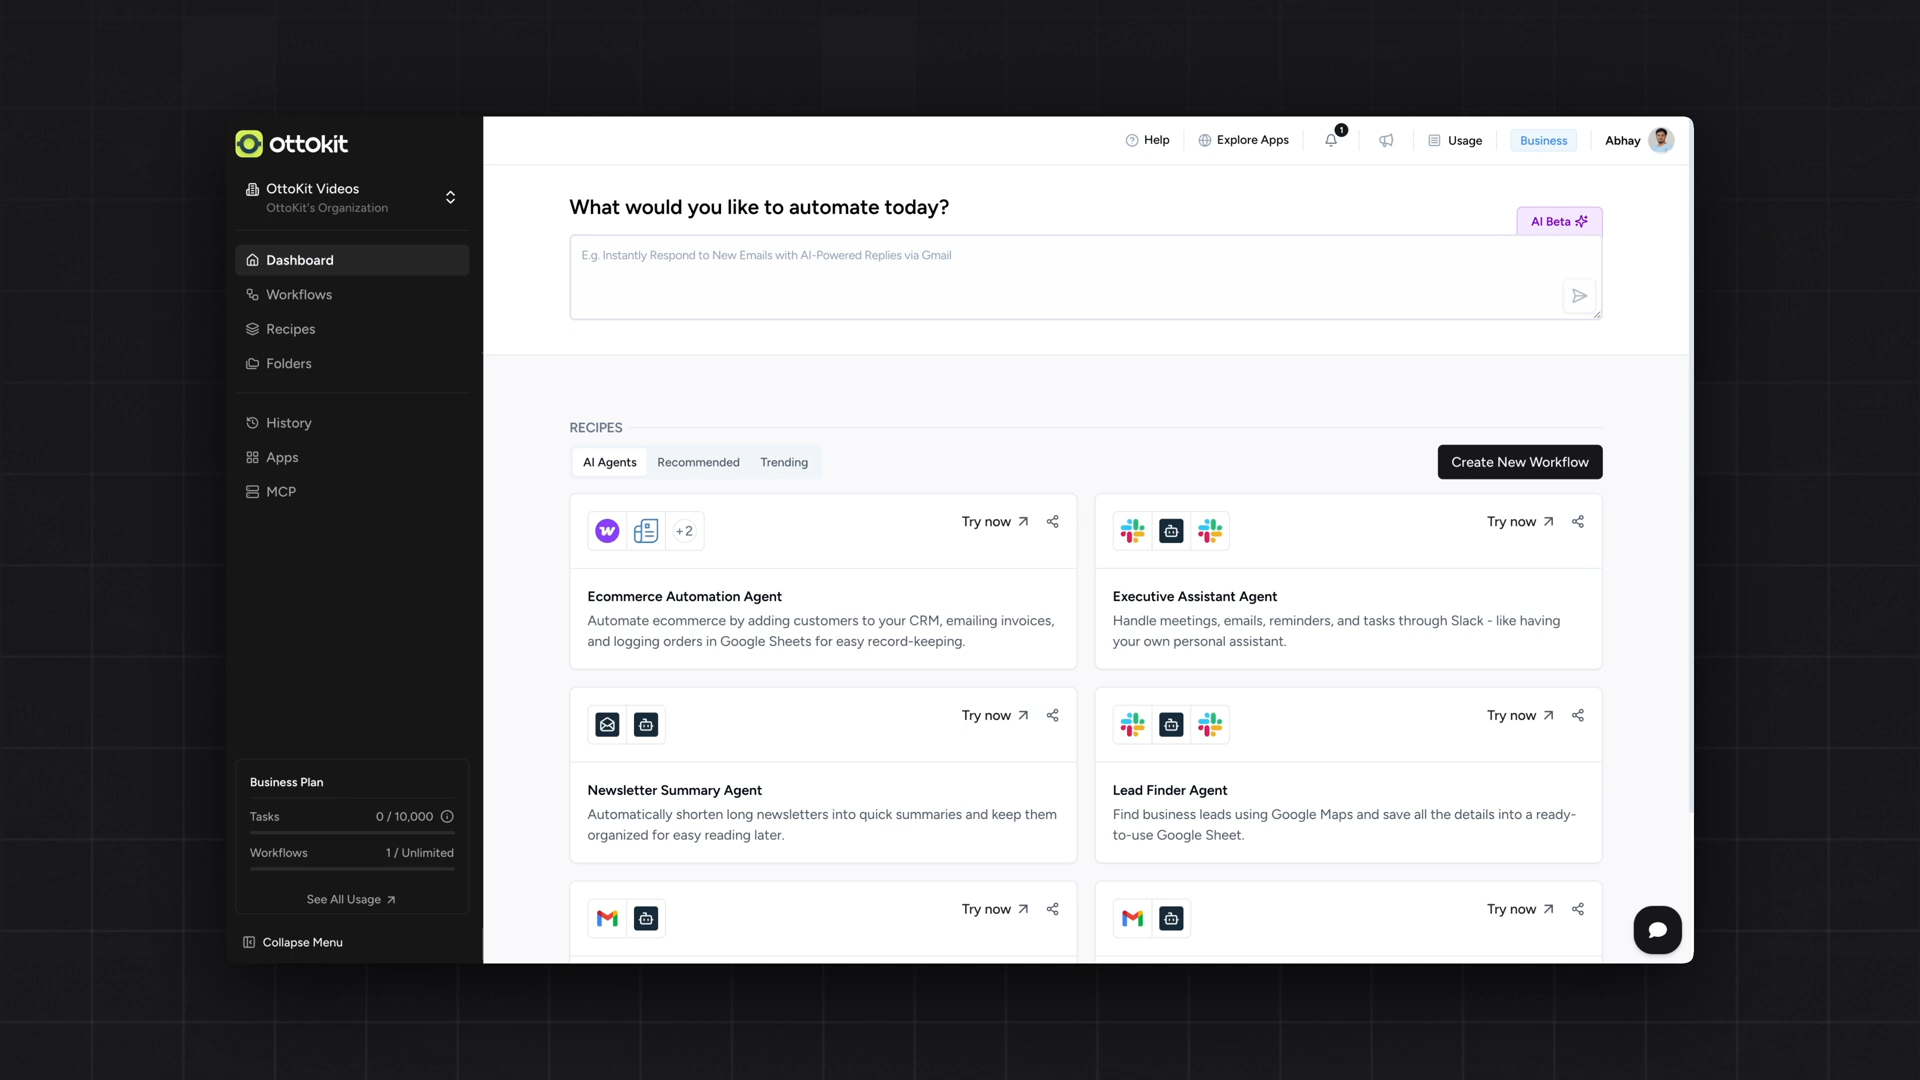 ottokit
OttoKit Videos
OttoKit's Organization
Dashboard
Workflows
Recipes
Folders
History
Apps
MCP
Business Plan
Tasks 0 / 10,000
Workflows 1 / Unlimited
See All Usage
Collapse Menu
Help
Explore Apps
1
Usage
Business
Abhay
What would you like to automate today?
AI Beta
E.g. Instantly Respond to New Emails with AI-Powered Replies via Gmail
RECIPES
AI Agents Recommended Trending
Create New Workflow
w
+2
Try now
Ecommerce Automation Agent
Automate ecommerce by adding customers to your CRM, emailing invoices,
and logging orders in Google Sheets for easy record-keeping.
Try now
Executive Assistant Agent
Handle meetings, emails, reminders, and tasks through Slack - like having
your own personal assistant.
Try now
Newsletter Summary Agent
Automatically shorten long newsletters into quick summaries and keep them
organized for easy reading later.
Try now
Lead Finder Agent
Find business leads using Google Maps and save all the details into a ready-
to-use Google Sheet.
Try now
Try now